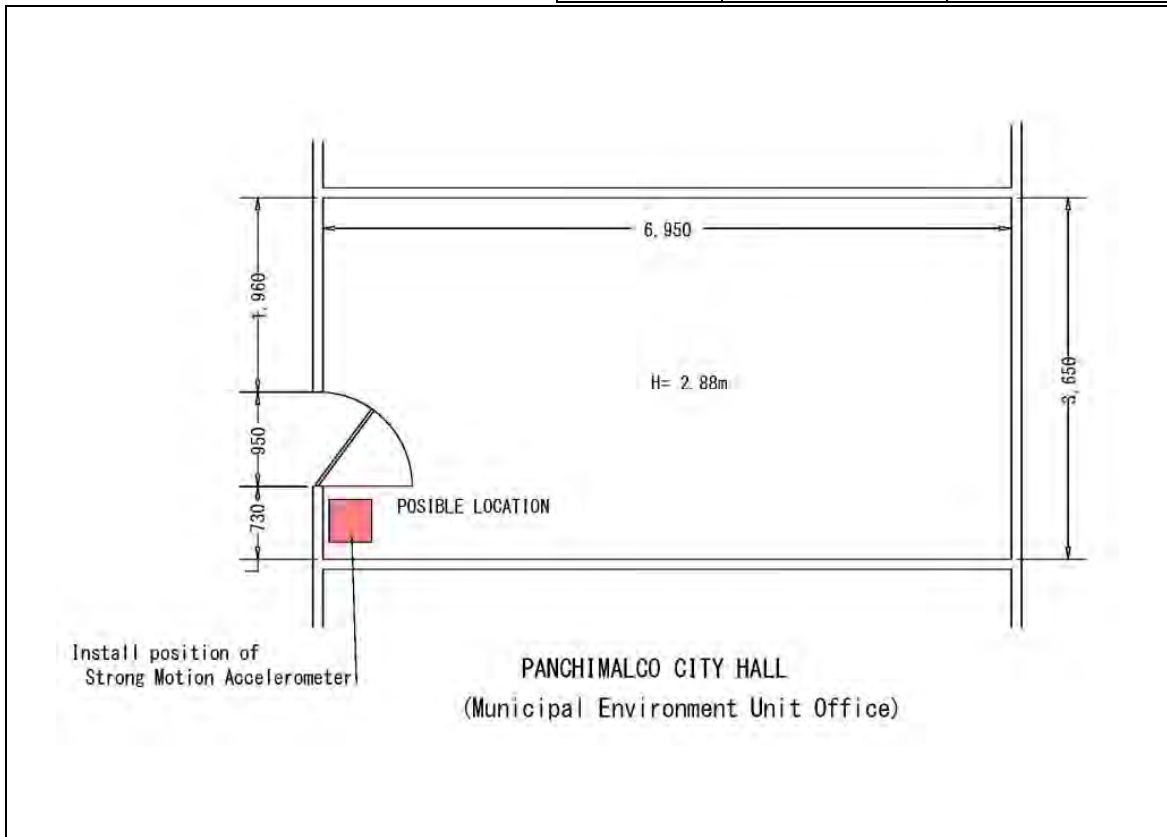 6,950
1,960
H= 2.88m
3,650
950
730
POSIBLE LOCATION
Install position of
Strong Motion Accelerometer
PANCHIMALCO CITY HALL
(Municipal Environment Unit Office)